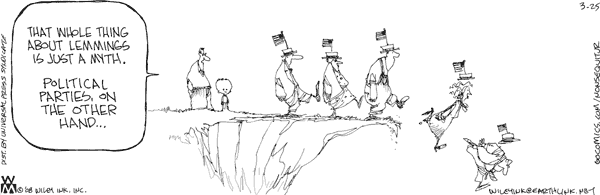 THAT WHOLE THING
ABOUT LEMMINGS
IS JUST A MYTH.
POLITICAL
PARTIES, ON
THE OTHER
HAND...
3-25
DIST. BY UNIVERSAL PRESS SYNDICATE
GOCOMICS.COM/NONSEQUITUR
WM ©'08 WILEY INK, INC.
WILEYINK@EARTHLINK.NET